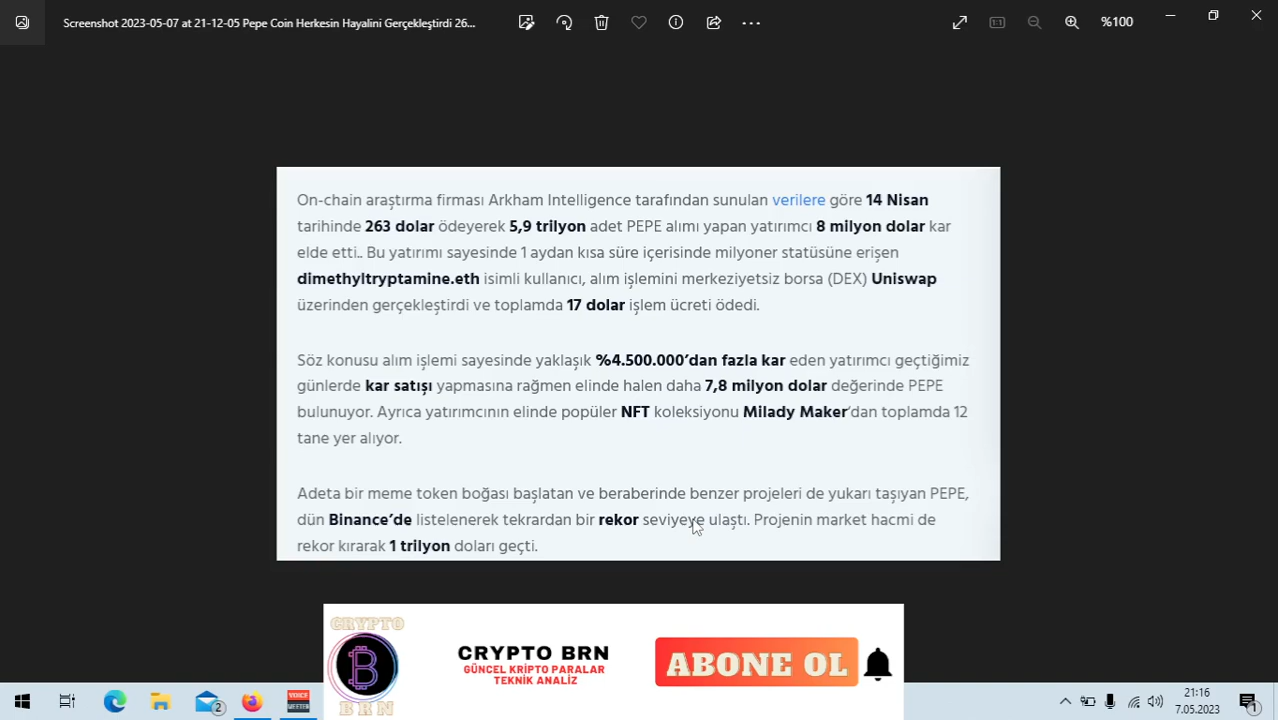 Screenshot 2023-05-07 at 21-12-05 Pepe Coin Herkesin Hayalini Gerçekleştirdi 26...
%100
On-chain araştırma firması Arkham Intelligence tarafından sunulan verilere göre 14 Nisan
tarihinde 263 dolar ödeyerek 5,9 trilyon adet PEPE alımı yapan yatırımcı 8 milyon dolar kar
elde etti.. Bu yatırımı sayesinde 1 aydan kısa süre içerisinde milyoner statüsüne erişen
dimethyltryptamine.eth isimli kullanıcı, alım işlemini merkeziyetsiz borsa (DEX) Uniswap
üzerinden gerçekleştirdi ve toplamda 17 dolar işlem ücreti ödedi.
Söz konusu alım işlemi sayesinde yaklaşık %4.500.000’dan fazla kar eden yatırımcı geçtiğimiz
günlerde kar satışı yapmasına rağmen elinde halen daha 7,8 milyon dolar değerinde PEPE
bulunuyor. Ayrıca yatırımcının elinde popüler NFT koleksiyonu Milady Maker‘dan toplamda 12
tane yer alıyor.
Adeta bir meme token boğası başlatan ve beraberinde benzer projeleri de yukarı taşıyan PEPE,
dün Binance’de listelenerek tekrardan bir rekor seviyeye ulaştı. Projenin market hacmi de
rekor kırarak 1 trilyon doları geçti.
CRYPTO
BRN
CRYPTO BRN
GÜNCEL KRİPTO PARALAR
TEKNİK ANALİZ
ABONE OL
2
VOICE
MEETER
21:16
7.05.2023
1